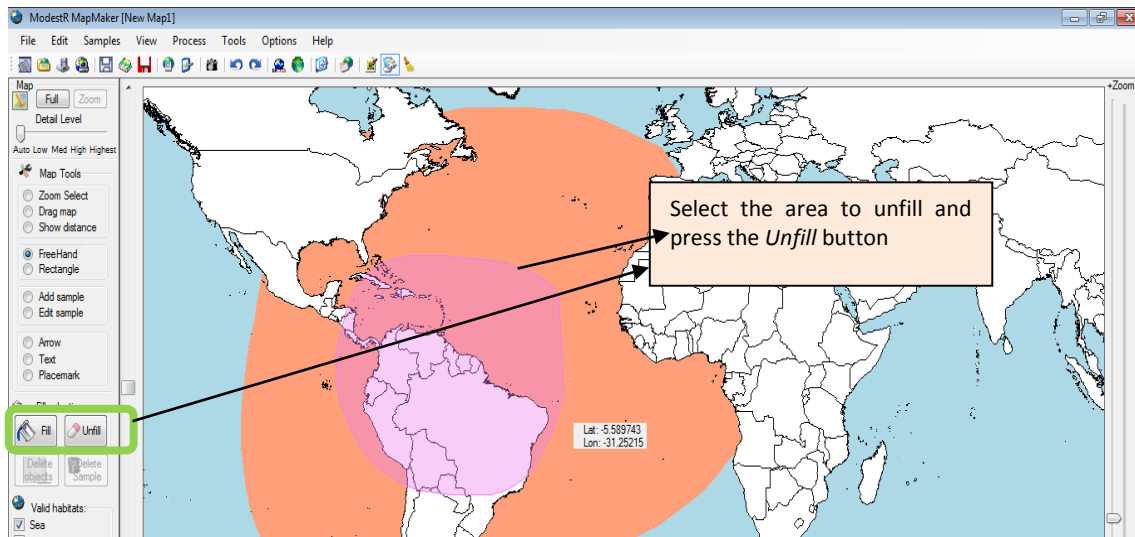 ModestR MapMaker [New Map1]
File Edit Samples View Process Tools Options Help
Map
Full Zoom
+Zoom
Detail Level
Auto Low Med High Highest
Map Tools
Zoom Select
Drag map
Show distance
FreeHand
Rectangle
Add sample
Edit sample
Arrow
Text
Placemark
Fill Unfill
Delete objects
Delete Sample
Valid habitats:
Sea
Select the area to unfill and
press the Unfill button
Lat: -5.589743
Lon: -31.25215